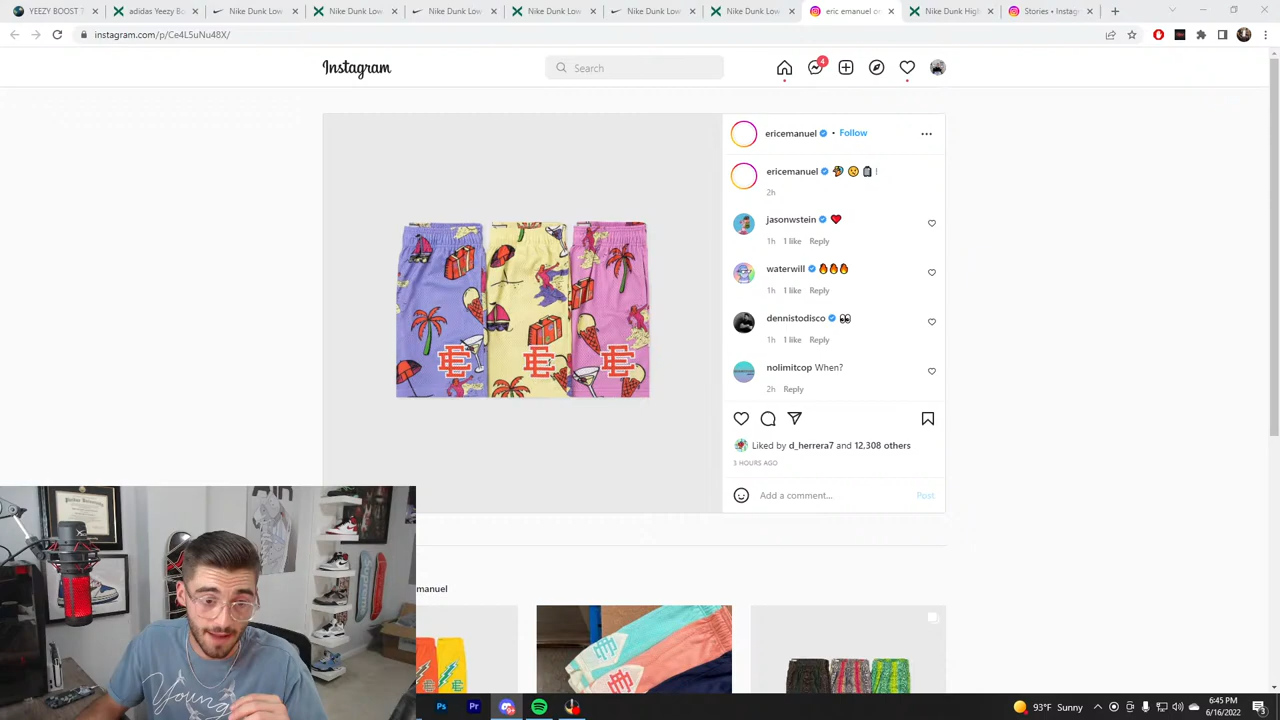 YEEZY BOOST
adidas Yeezy Bo
Nike Dunk Low
Nike Dunk Low
Nike Dunk Low
Nike Dunk Low
Nike Dunk Low
Nike Dunk Low
eric emanuel o
Nike Dunk High
Stories • Instag
instagram.com/p/Ce4L5uNu48X/
Instagram
Search
4
ericemanuel • Follow
ericemanuel !
2h
jasonwstein
1h 1 like Reply
waterwill
1h 1 like Reply
dennistodisco
1h 1 like Reply
nolimitcop When?
2h Reply
Liked by d_herrera7 and 12,308 others
3 HOURS AGO
Add a comment...
Post
manuel
Supreme
Young
Ps
Pr
93°F Sunny
6:45 PM
6/16/2022